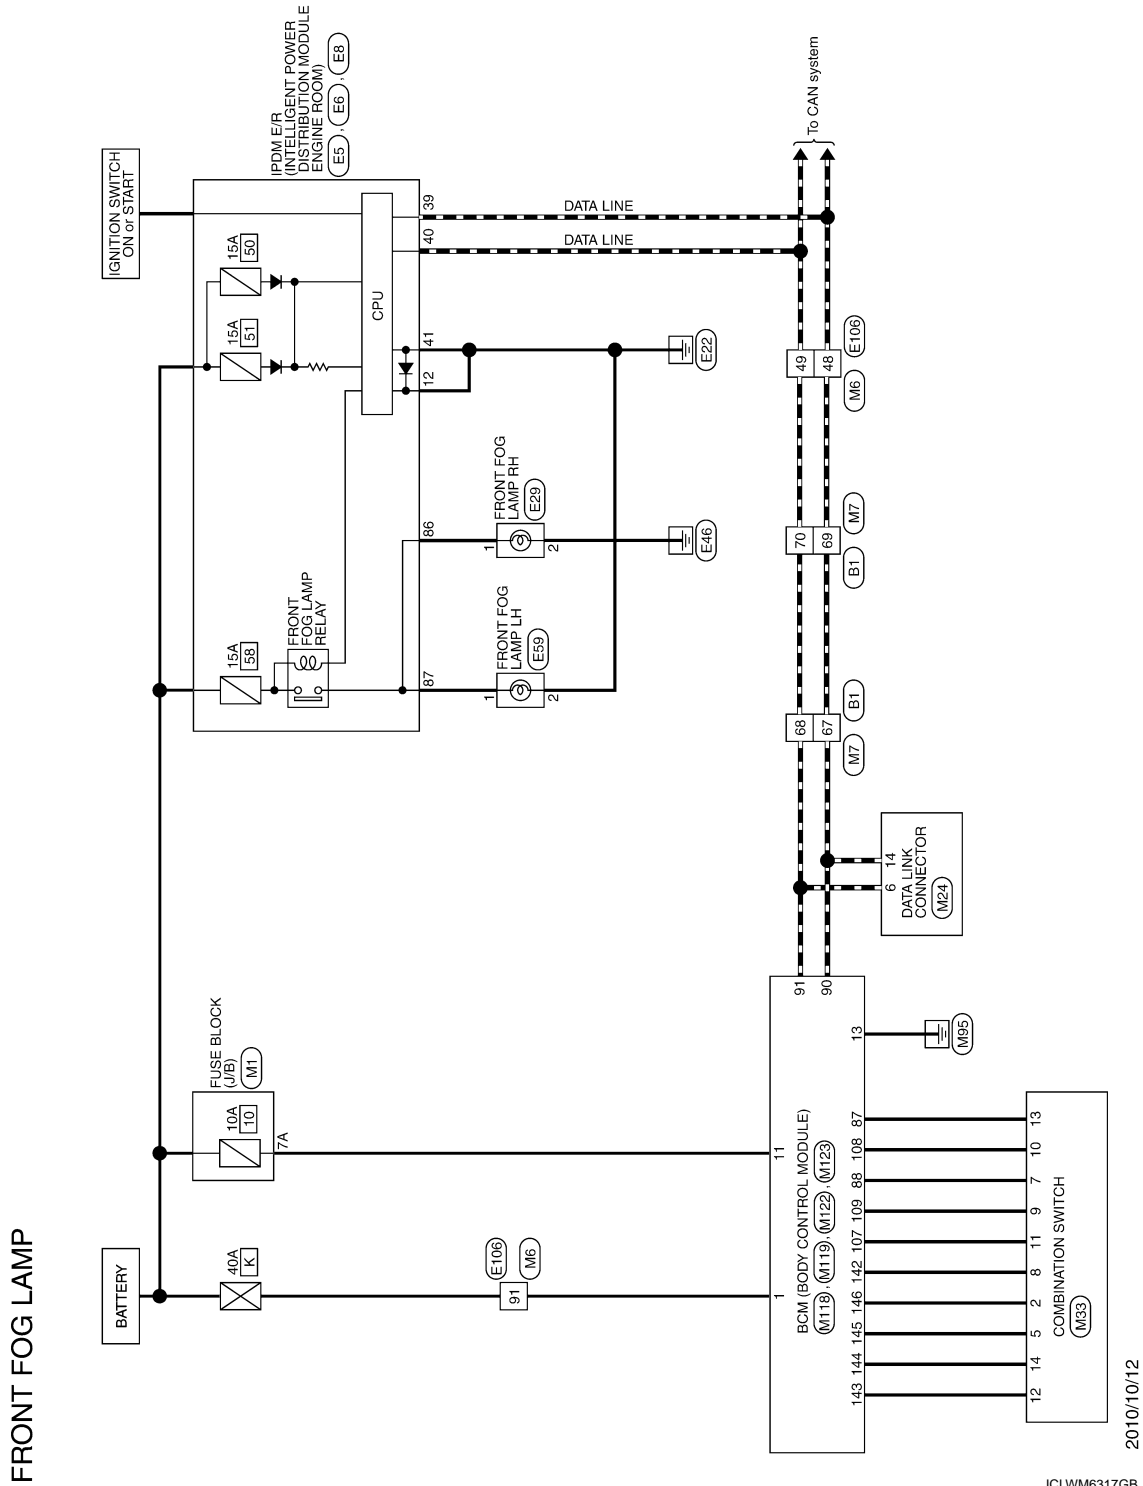 FRONT FOG LAMP
BATTERY
IGNITION SWITCH
ON or START
40A
K
E106
91
M6
FUSE BLOCK
(J/B)
M1
10A
10
7A
15A
58
FRONT
FOG LAMP
RELAY
15A
51
15A
50
CPU
IPDM E/R
(INTELLIGENT POWER
DISTRIBUTION MODULE
ENGINE ROOM)
E5 , E6 , E8
87
86
12
41
40
39
DATA LINE
DATA LINE
FRONT FOG
LAMP LH
E59
1
2
FRONT FOG
LAMP RH
E29
1
2
E46
E22
To CAN system
49
48
E106
M6
70
69
M7
B1
68
67
B1
M7
6
14
DATA LINK
CONNECTOR
M24
1
11
91
90
13
M95
BCM (BODY CONTROL MODULE)
M118 , M119 , M122 , M123
143 144 145 146 142 107 109 88 108 87
12 14 5 2 8 11 9 7 10 13
COMBINATION SWITCH
M33
2010/10/12
JCLWM6317GB